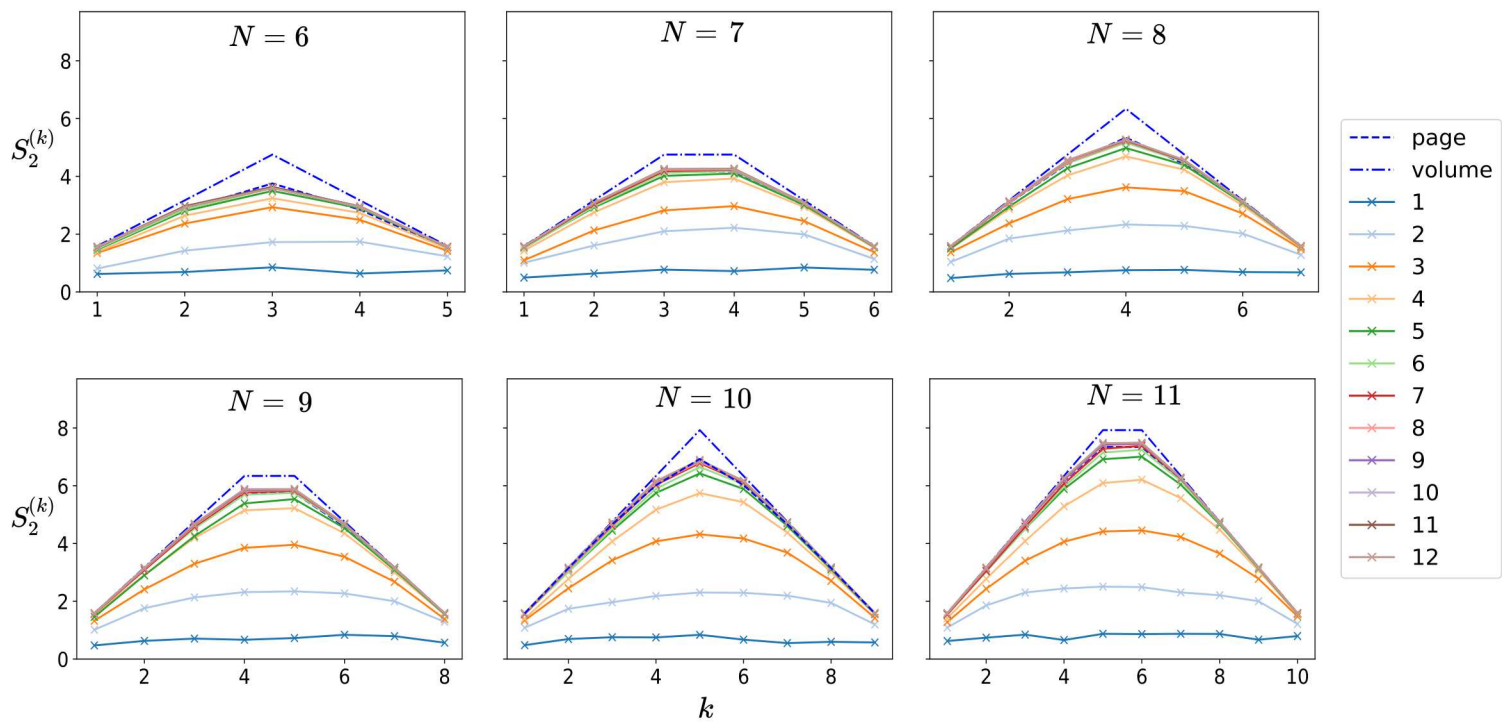 N = 6
N = 7
N = 8
S₂⁽ᵏ⁾
8
6
4
2
0
1 2 3 4 5
1 2 3 4 5 6
2 4 6
N = 9
N = 10
N = 11
S₂⁽ᵏ⁾
8
6
4
2
0
2 4 6 8
2 4 6 8
2 4 6 8 10
k
page
volume
1
2
3
4
5
6
7
8
9
10
11
12